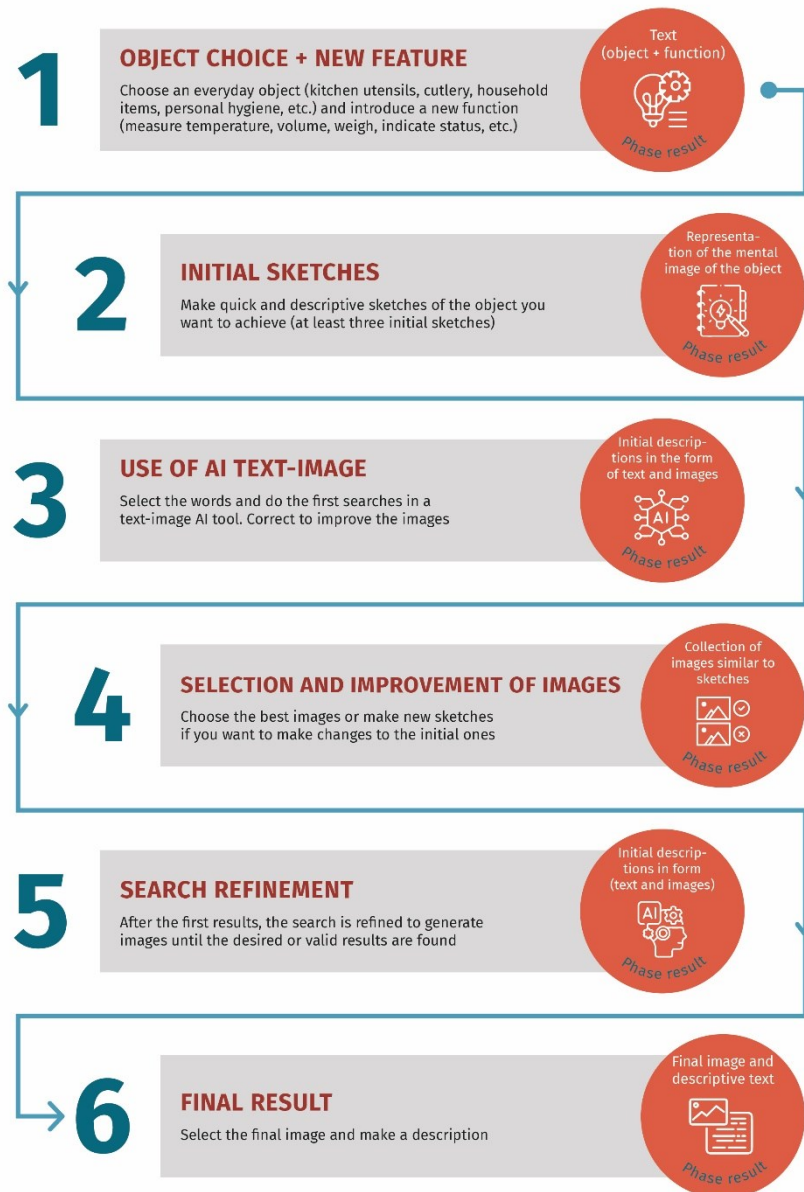 1
OBJECT CHOICE + NEW FEATURE
Choose an everyday object (kitchen utensils, cutlery, household
items, personal hygiene, etc.) and introduce a new function
(measure temperature, volume, weigh, indicate status, etc.)
Text
(object + function)
Phase result
2
INITIAL SKETCHES
Make quick and descriptive sketches of the object you
want to achieve (at least three initial sketches)
Representa-
tion of the mental
image of the object
Phase result
3
USE OF AI TEXT-IMAGE
Select the words and do the first searches in a
text-image AI tool. Correct to improve the images
Initial descrip-
tions in the form
of text and images
AI
Phase result
4
SELECTION AND IMPROVEMENT OF IMAGES
Choose the best images or make new sketches
if you want to make changes to the initial ones
Collection of
images similar to
sketches
Phase result
5
SEARCH REFINEMENT
After the first results, the search is refined to generate
images until the desired or valid results are found
Initial descrip-
tions in form
(text and images)
AI
Phase result
6
FINAL RESULT
Select the final image and make a description
Final image and
descriptive text
Phase result